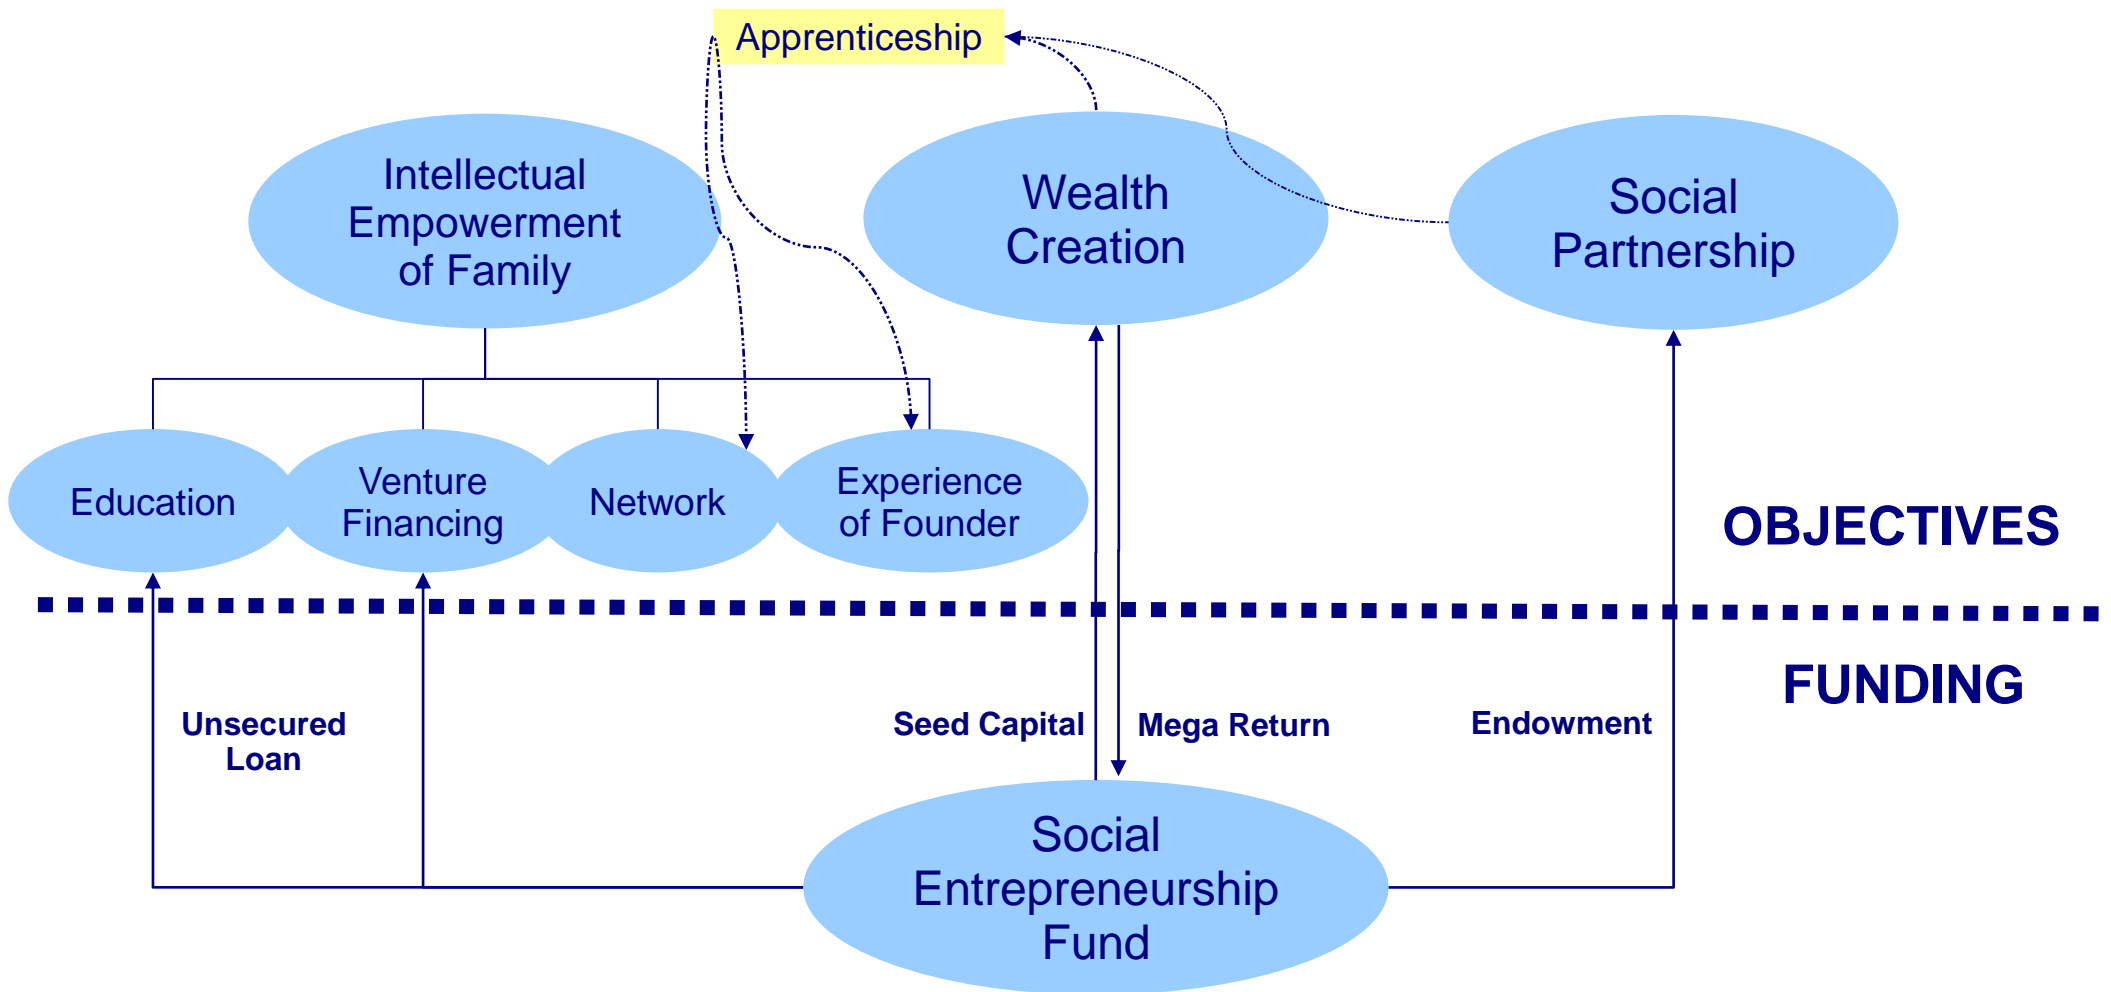 Apprenticeship
Intellectual
Empowerment
of Family
Wealth
Creation
Social
Partnership
Education
Venture
Financing
Network
Experience
of Founder
OBJECTIVES
FUNDING
Unsecured
Loan
Seed Capital
Mega Return
Endowment
Social
Entrepreneurship
Fund